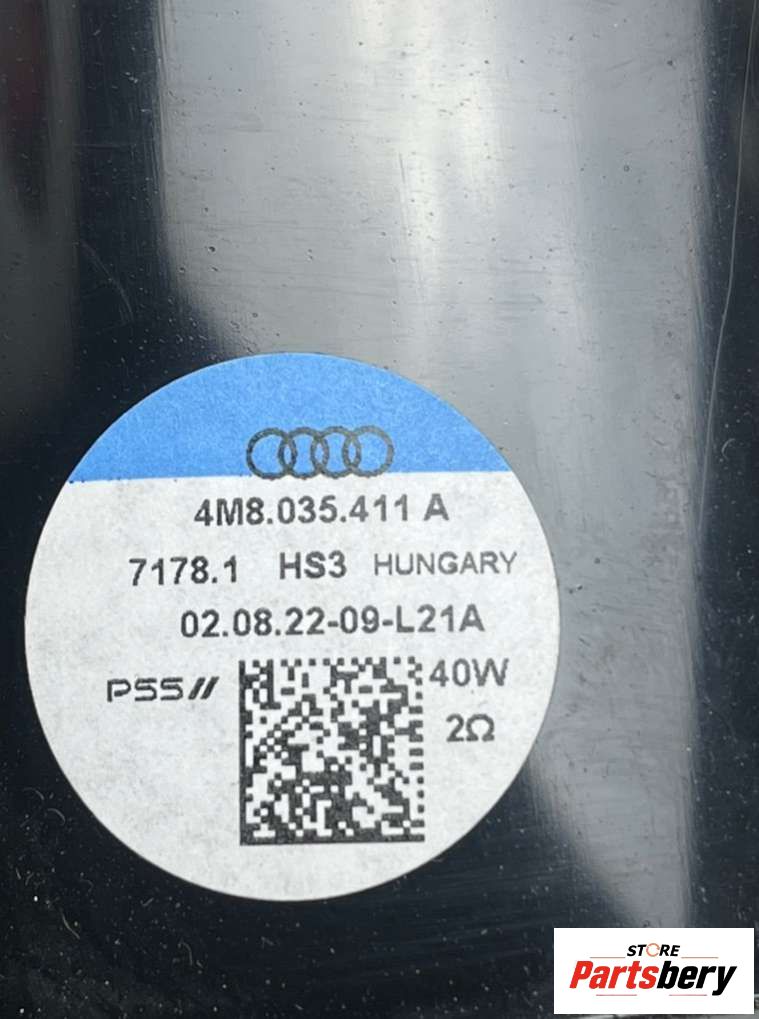 4M8.035.411 A
7178.1 HS3 HUNGARY
02.08.22-09-L21A
PSS//
40W
2Ω
STORE
Partsbery